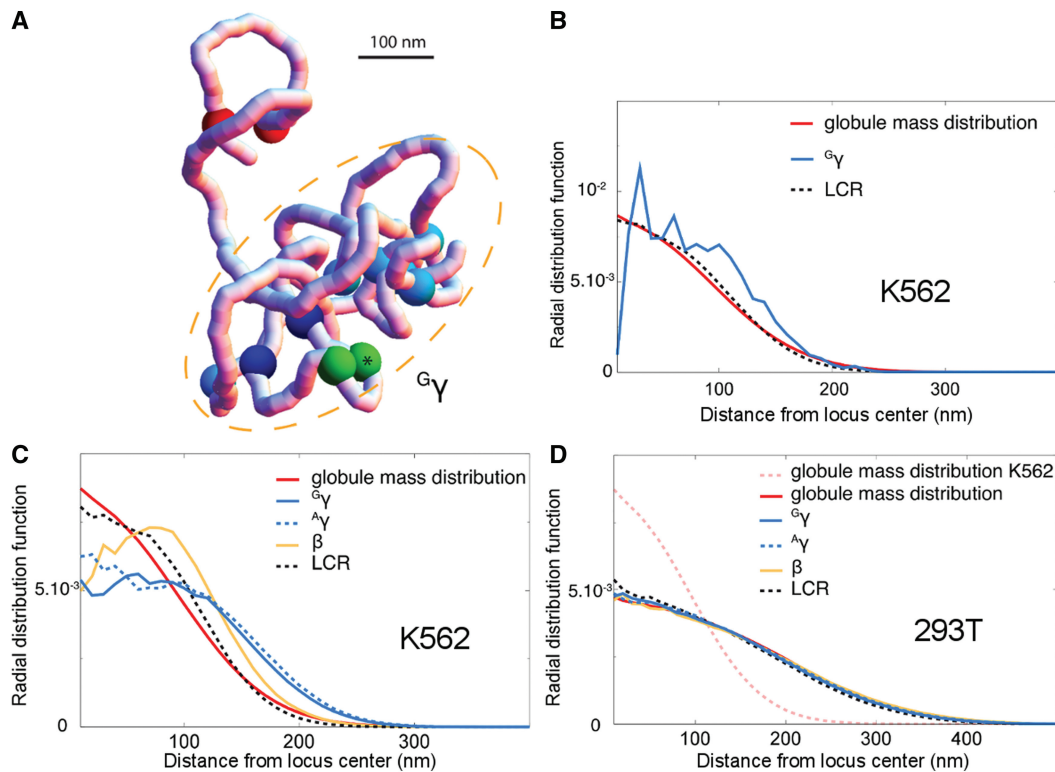 A
100 nm
*
ᴳγ
B
Radial distribution function
10⁻²
5.10⁻³
0
globule mass distribution
ᴳγ
LCR
K562
100
200
300
Distance from locus center (nm)
C
Radial distribution function
5.10⁻³
0
globule mass distribution
ᴳγ
ᴬγ
β
LCR
K562
100
200
300
Distance from locus center (nm)
D
Radial distribution function
5.10⁻³
0
globule mass distribution K562
globule mass distribution
ᴳγ
ᴬγ
β
LCR
293T
100
200
300
400
Distance from locus center (nm)